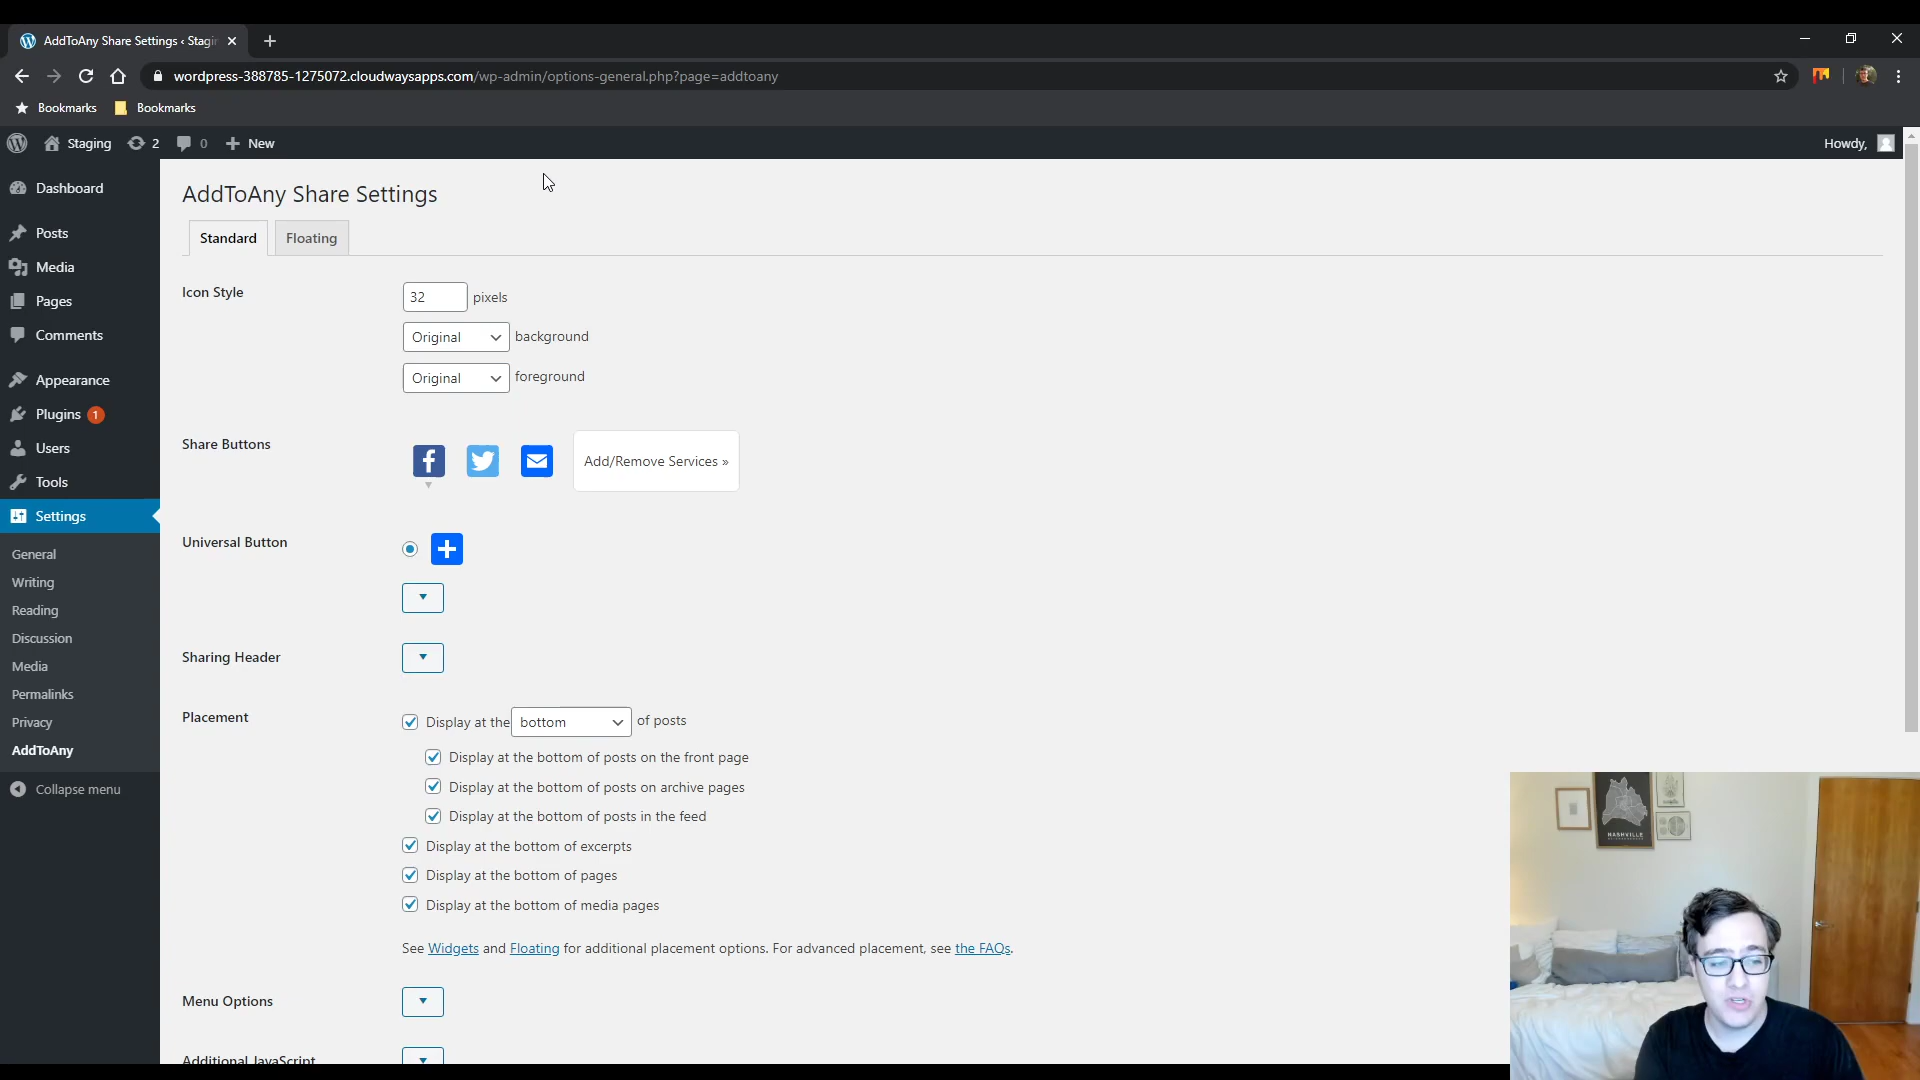 AddToAny Share Settings ‹ Stagi
wordpress-388785-1275072.cloudwaysapps.com/wp-admin/options-general.php?page=addtoany
Bookmarks Bookmarks
Staging 2 0 New Howdy,
Dashboard
Posts
Media
Pages
Comments
Appearance
Plugins 1
Users
Tools
Settings
General
Writing
Reading
Discussion
Media
Permalinks
Privacy
AddToAny
Collapse menu
AddToAny Share Settings
Standard Floating
Icon Style
32 pixels
Original background
Original foreground
Share Buttons
Add/Remove Services »
Universal Button
Sharing Header
Placement
Display at the bottom of posts
Display at the bottom of posts on the front page
Display at the bottom of posts on archive pages
Display at the bottom of posts in the feed
Display at the bottom of excerpts
Display at the bottom of pages
Display at the bottom of media pages
See Widgets and Floating for additional placement options. For advanced placement, see the FAQs.
Menu Options
Additional JavaScript
NASHVILLE